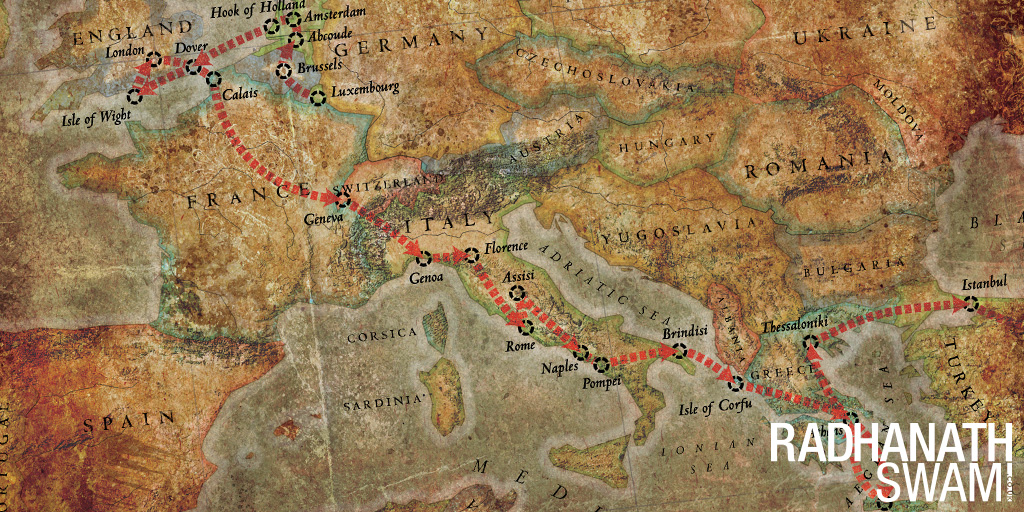 Hook of Holland
Amsterdam
ENGLAND
Abcoude
London
Dover
GERMANY
UKRAINE
Brussels
CZECHOSLOVAKIA
Calais
Luxembourg
Isle of Wight
MOLDOVA
AUSTRIA
HUNGARY
ROMANIA
FRANCE
SWITZERLAND
Geneva
ITALY
BLA
YUGOSLAVIA
Florence
ADRIATIC SEA
Genoa
Assisi
BULGARIA
Istanbul
ALBANIA
Thessaloniki
CORSICA
Rome
Brindisi
Naples
Pompei
GREECE
TURKEY
SARDINIA
Isle of Corfu
SPAIN
IONIAN
SEA
MED
AEGEAN SEA
RADHANATH
SWAMI